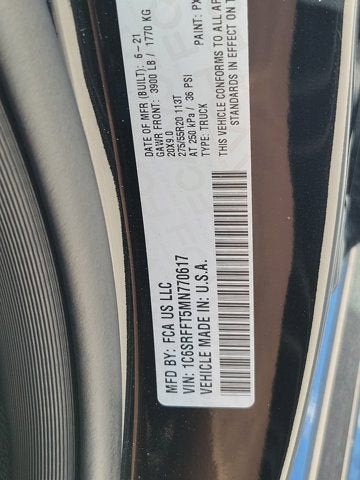 MFD BY: FCA US LLC
VIN: 1C6SRFFT5MN770617
VEHICLE MADE IN: U.S.A.
DATE OF MFR (BUILT): 6-21
GAWR FRONT: 3900 LB / 1770 KG
20X9.0
275/55R20 113T
AT 250 kPa / 36 PSI
TYPE: TRUCK
PAINT: PX
THIS VEHICLE CONFORMS TO ALL
STANDARDS IN EFFECT